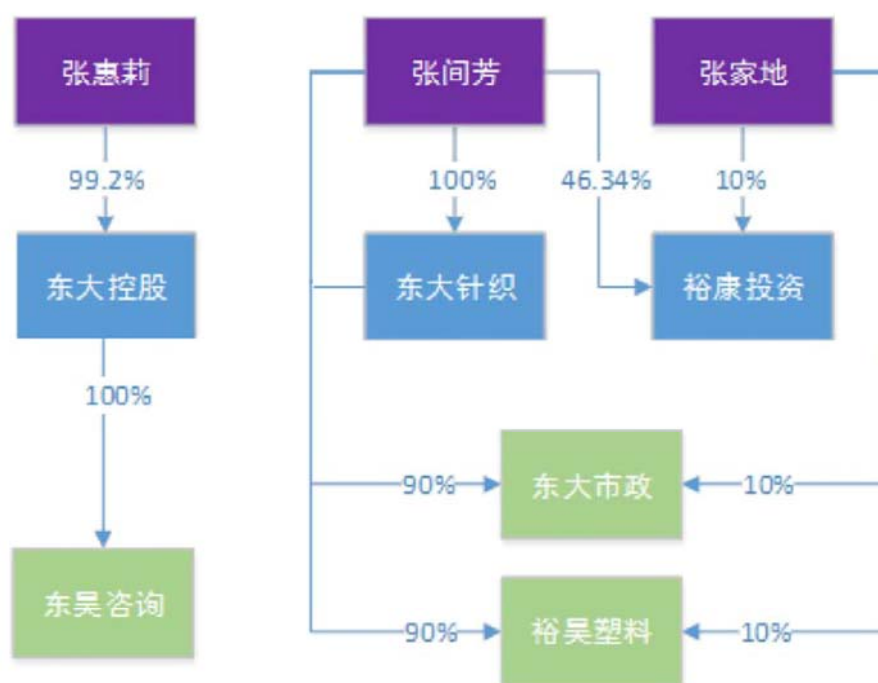 张惠莉
张间芳
张家地
99.2%
100%
46.34%
10%
东大控股
东大针织
裕康投资
100%
90%
东大市政
10%
东昊咨询
90%
裕昊塑料
10%